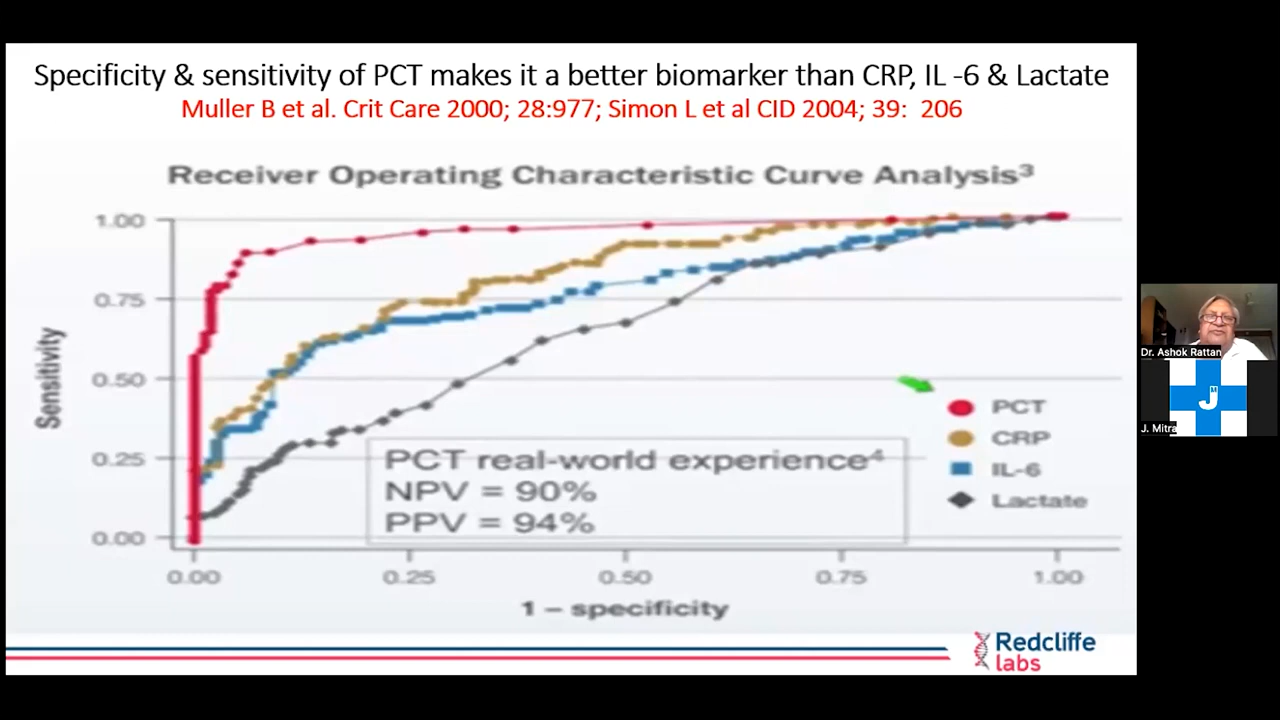 Specificity & sensitivity of PCT makes it a better biomarker than CRP, IL -6 & Lactate
Muller B et al. Crit Care 2000; 28:977; Simon L et al CID 2004; 39: 206
Receiver Operating Characteristic Curve Analysis³
Sensitivity
1.00
0.75
0.50
0.25
0.00
PCT
CRP
IL-6
Lactate
PCT real-world experience⁴
NPV = 90%
PPV = 94%
0.00 0.25 0.50 0.75 1.00
1 – specificity
Redcliffe
labs
Dr. Ashok Rattan
J M
J. Mitra